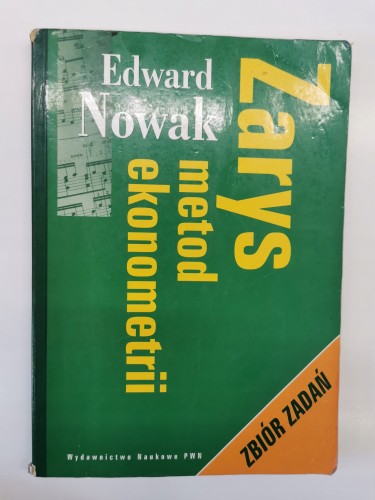 Edward
Nowak
Zarys
metod
ekonometrii
ZBIÓR ZADAŃ
Wydawnictwo Naukowe PWN